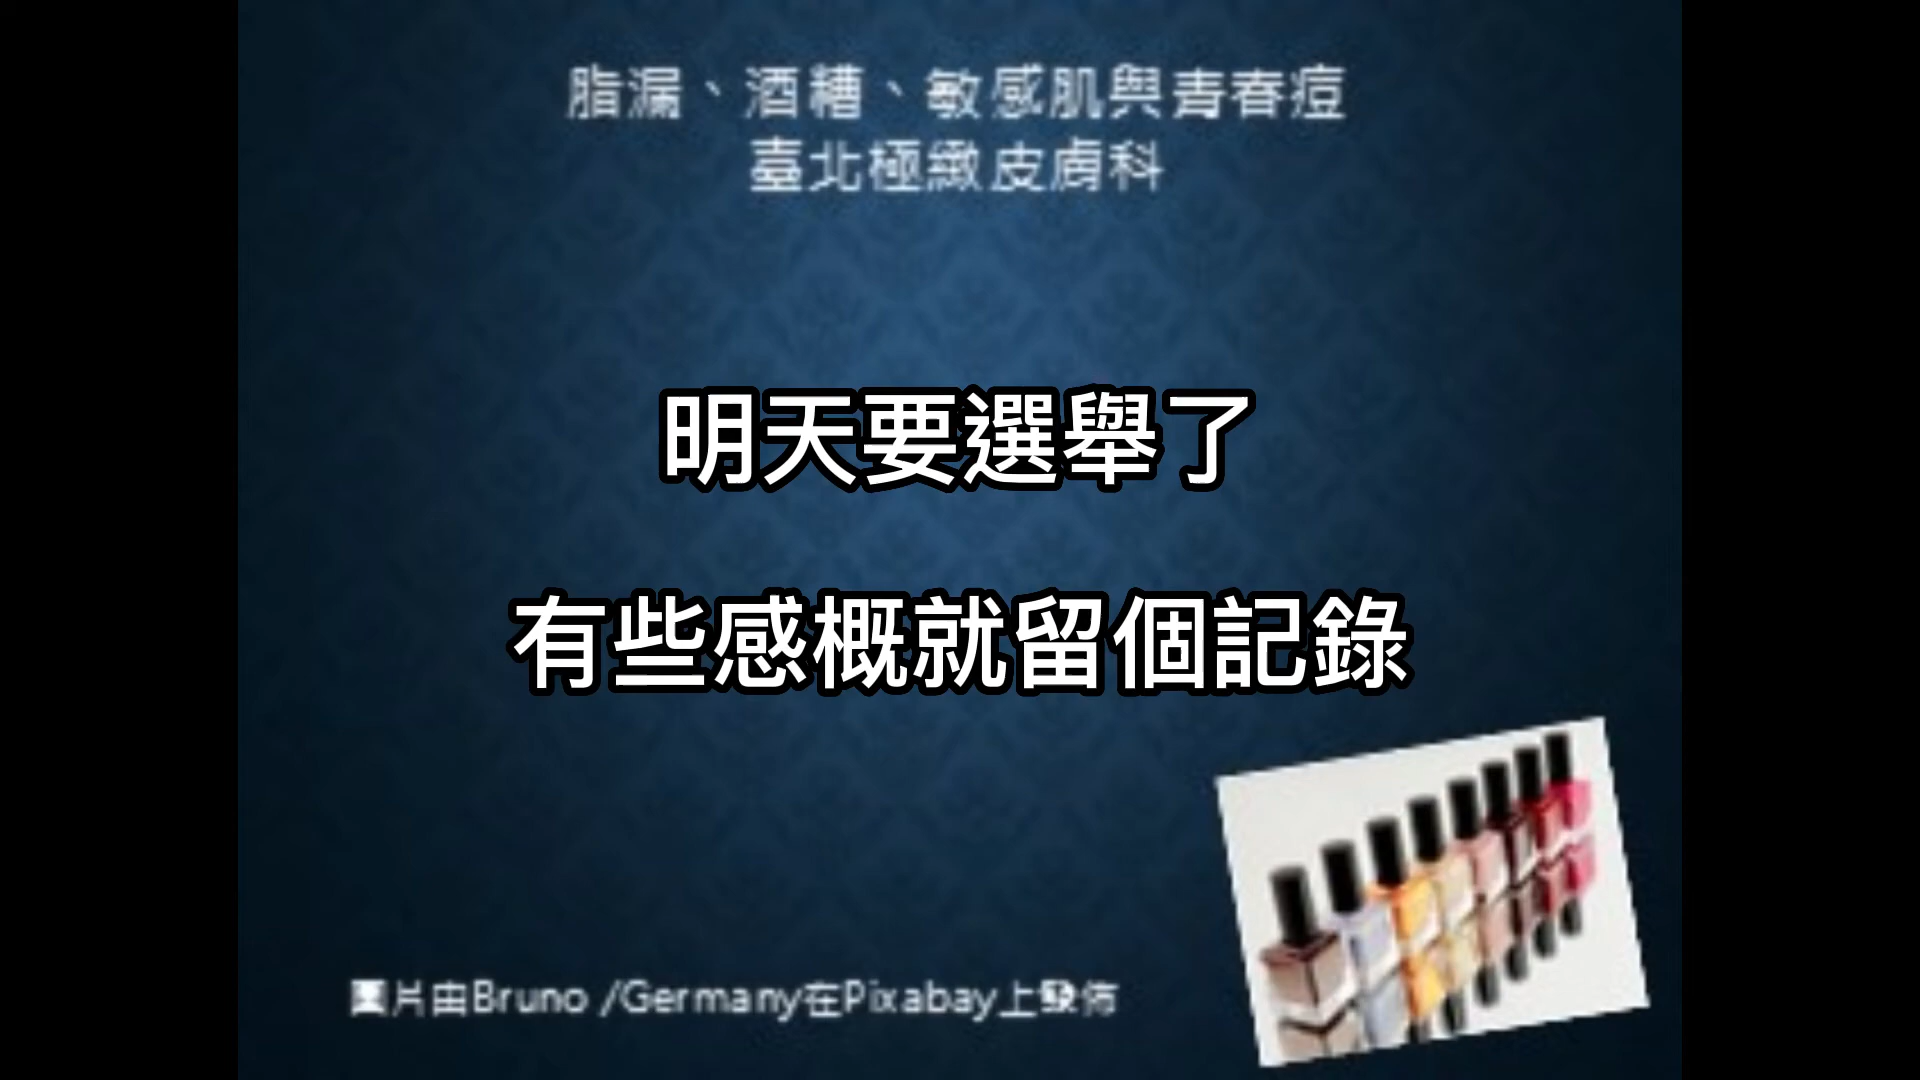 脂漏、酒糟、敏感肌與青春痘
臺北極緻皮膚科
明天要選舉了
有些感概就留個記錄
圖片由Bruno /Germany在Pixabay上發佈